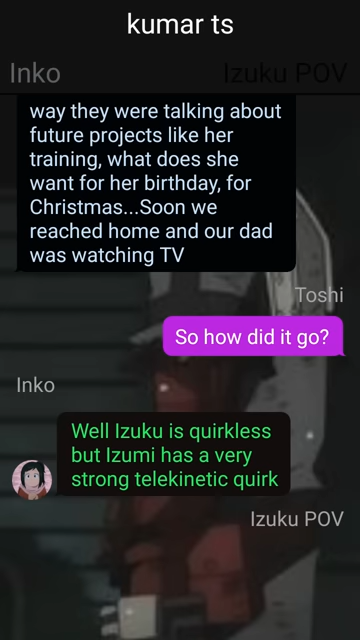 kumar ts
Inko
Izuku POV
way they were talking about
future projects like her
training, what does she
want for her birthday, for
Christmas...Soon we
reached home and our dad
was watching TV
Toshi
So how did it go?
Inko
Well Izuku is quirkless
but Izumi has a very
strong telekinetic quirk
Izuku POV